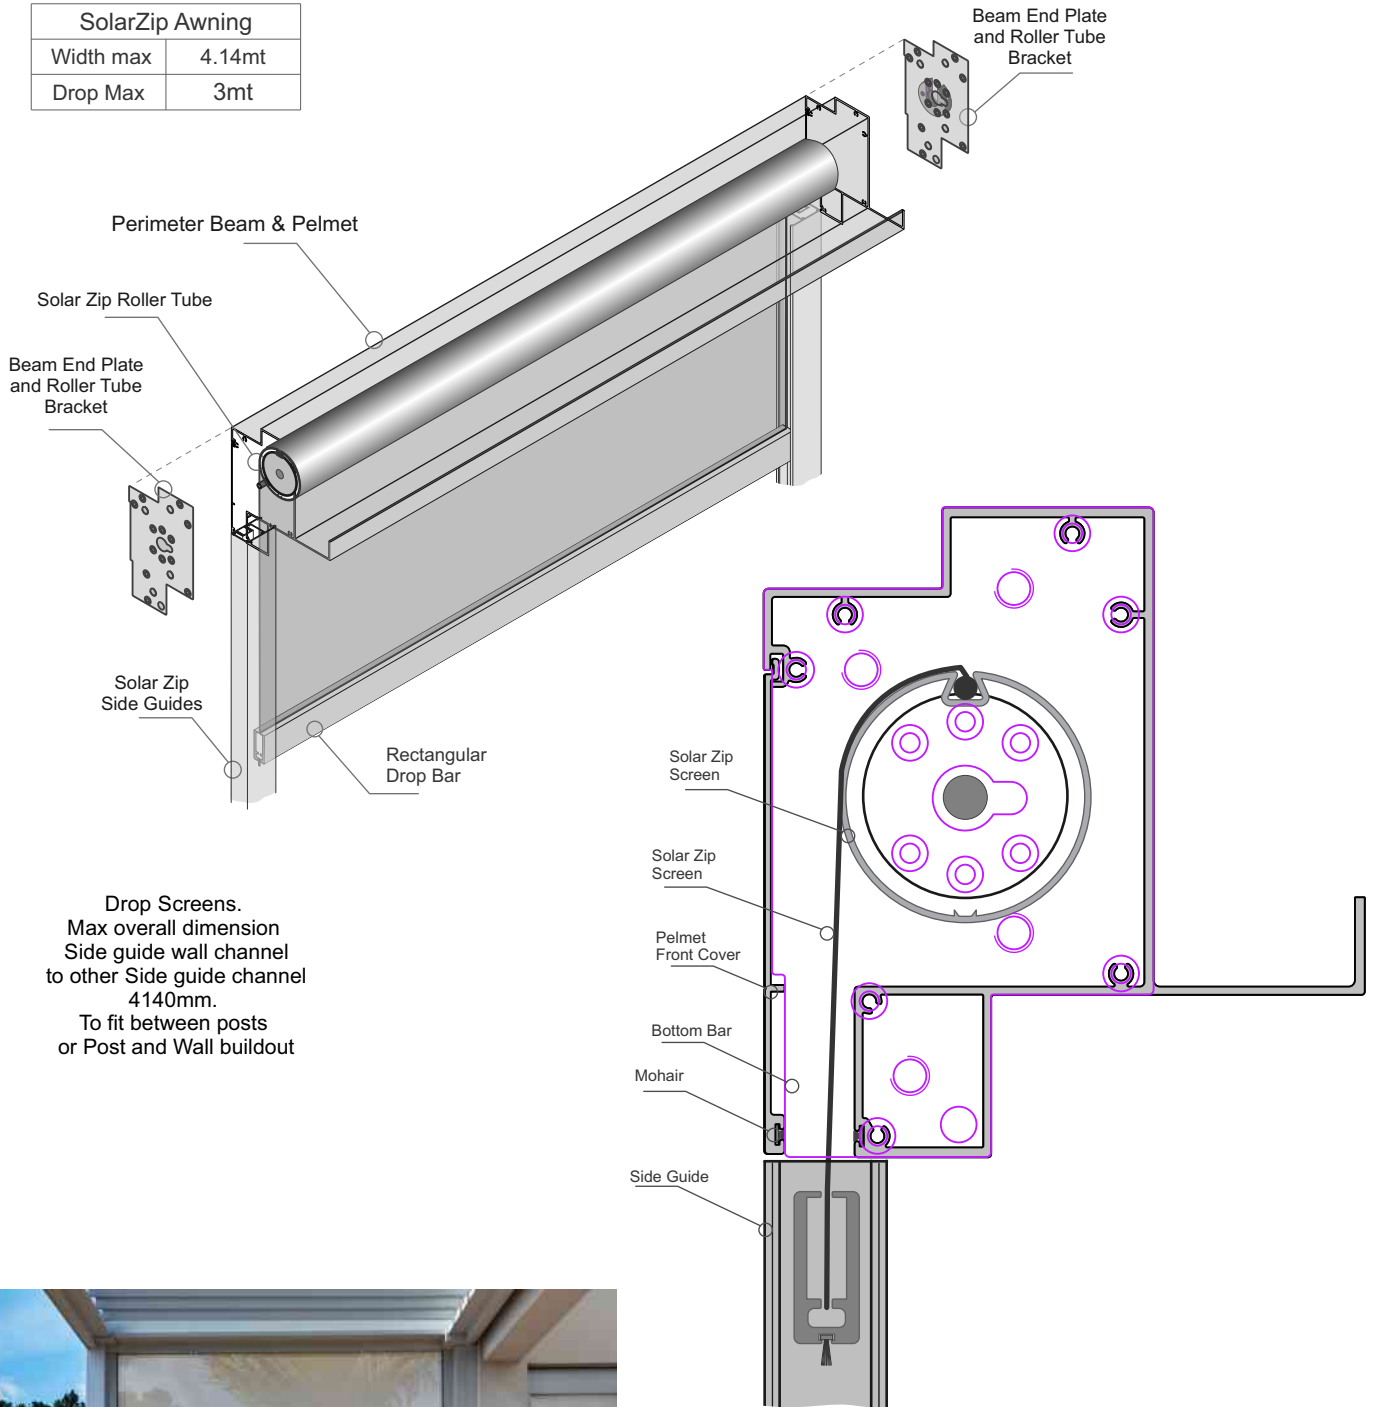 SolarZip Awning
Width max 4.14mt
Drop Max 3mt
Beam End Plate
and Roller Tube
Bracket
Perimeter Beam & Pelmet
Solar Zip Roller Tube
Beam End Plate
and Roller Tube
Bracket
Solar Zip
Side Guides
Rectangular
Drop Bar
Drop Screens.
Max overall dimension
Side guide wall channel
to other Side guide channel
4140mm.
To fit between posts
or Post and Wall buildout
Solar Zip
Screen
Solar Zip
Screen
Pelmet
Front Cover
Bottom Bar
Mohair
Side Guide